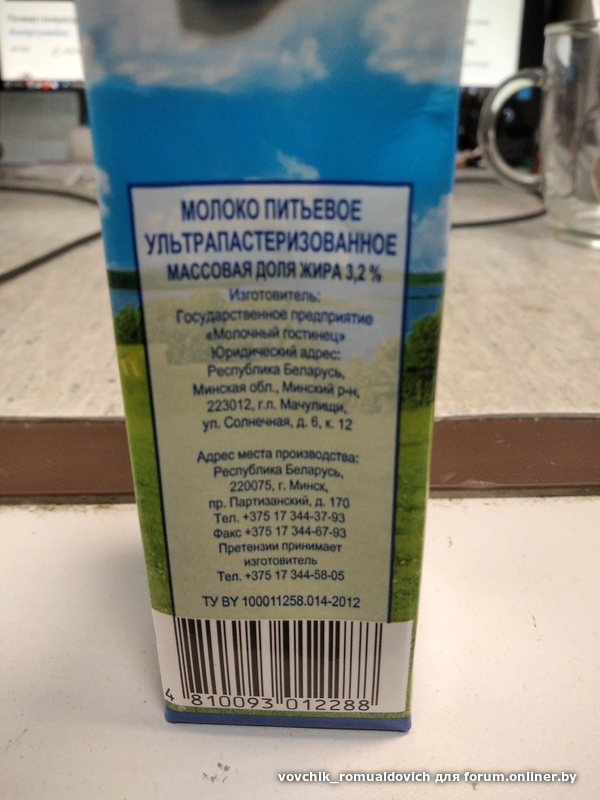 МОЛОКО ПИТЬЕВОЕ
УЛЬТРАПАСТЕРИЗОВАННОЕ
МАССОВАЯ ДОЛЯ ЖИРА 3,2 %
Изготовитель:
Государственное предприятие
«Молочный гостинец»
Юридический адрес:
Республика Беларусь,
Минская обл., Минский р-н,
223012, г.п. Мачулищи,
ул. Солнечная, д. 6, к. 12
Адрес места производства:
Республика Беларусь,
220075, г. Минск,
пр. Партизанский, д. 170
Тел. +375 17 344-37-93
Факс +375 17 344-67-93
Претензии принимает
изготовитель
Тел. +375 17 344-58-05
ТУ BY 100011258.014-2012
4 810093 012288
vovchik_romualdovich для forum.onliner.by